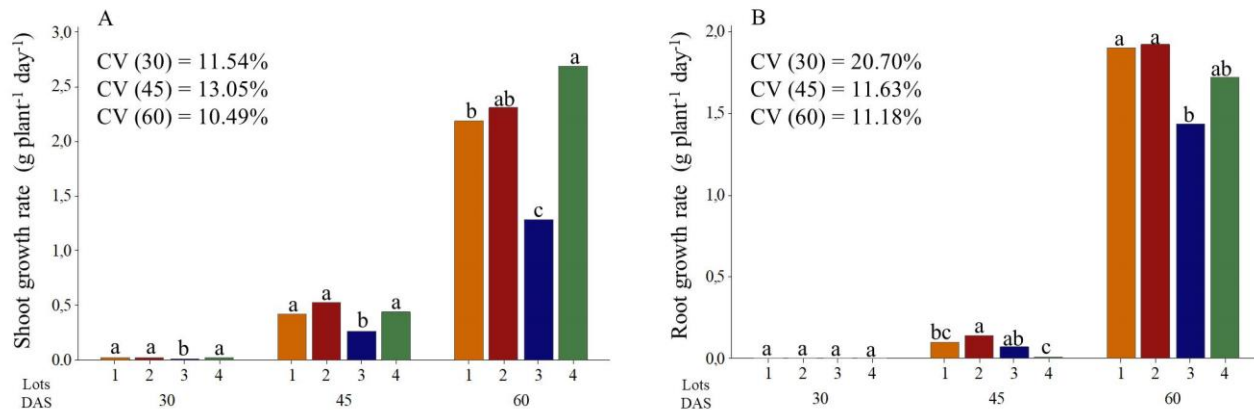 A
CV (30) = 11.54%
CV (45) = 13.05%
CV (60) = 10.49%
Shoot growth rate (g plant⁻¹ day⁻¹)
3,0
2.5
2.0
1,5
1,0
0,5
0.0
a a b a
a a b a
b ab c a
Lots 1 2 3 4 1 2 3 4 1 2 3 4
DAS 30 45 60
B
CV (30) = 20.70%
CV (45) = 11.63%
CV (60) = 11.18%
Root growth rate (g plant⁻¹ day⁻¹)
2,0
1,5
1,0
0,5
0,0
a a a a
bc a ab c
a a b ab
Lots 1 2 3 4 1 2 3 4 1 2 3 4
DAS 30 45 60